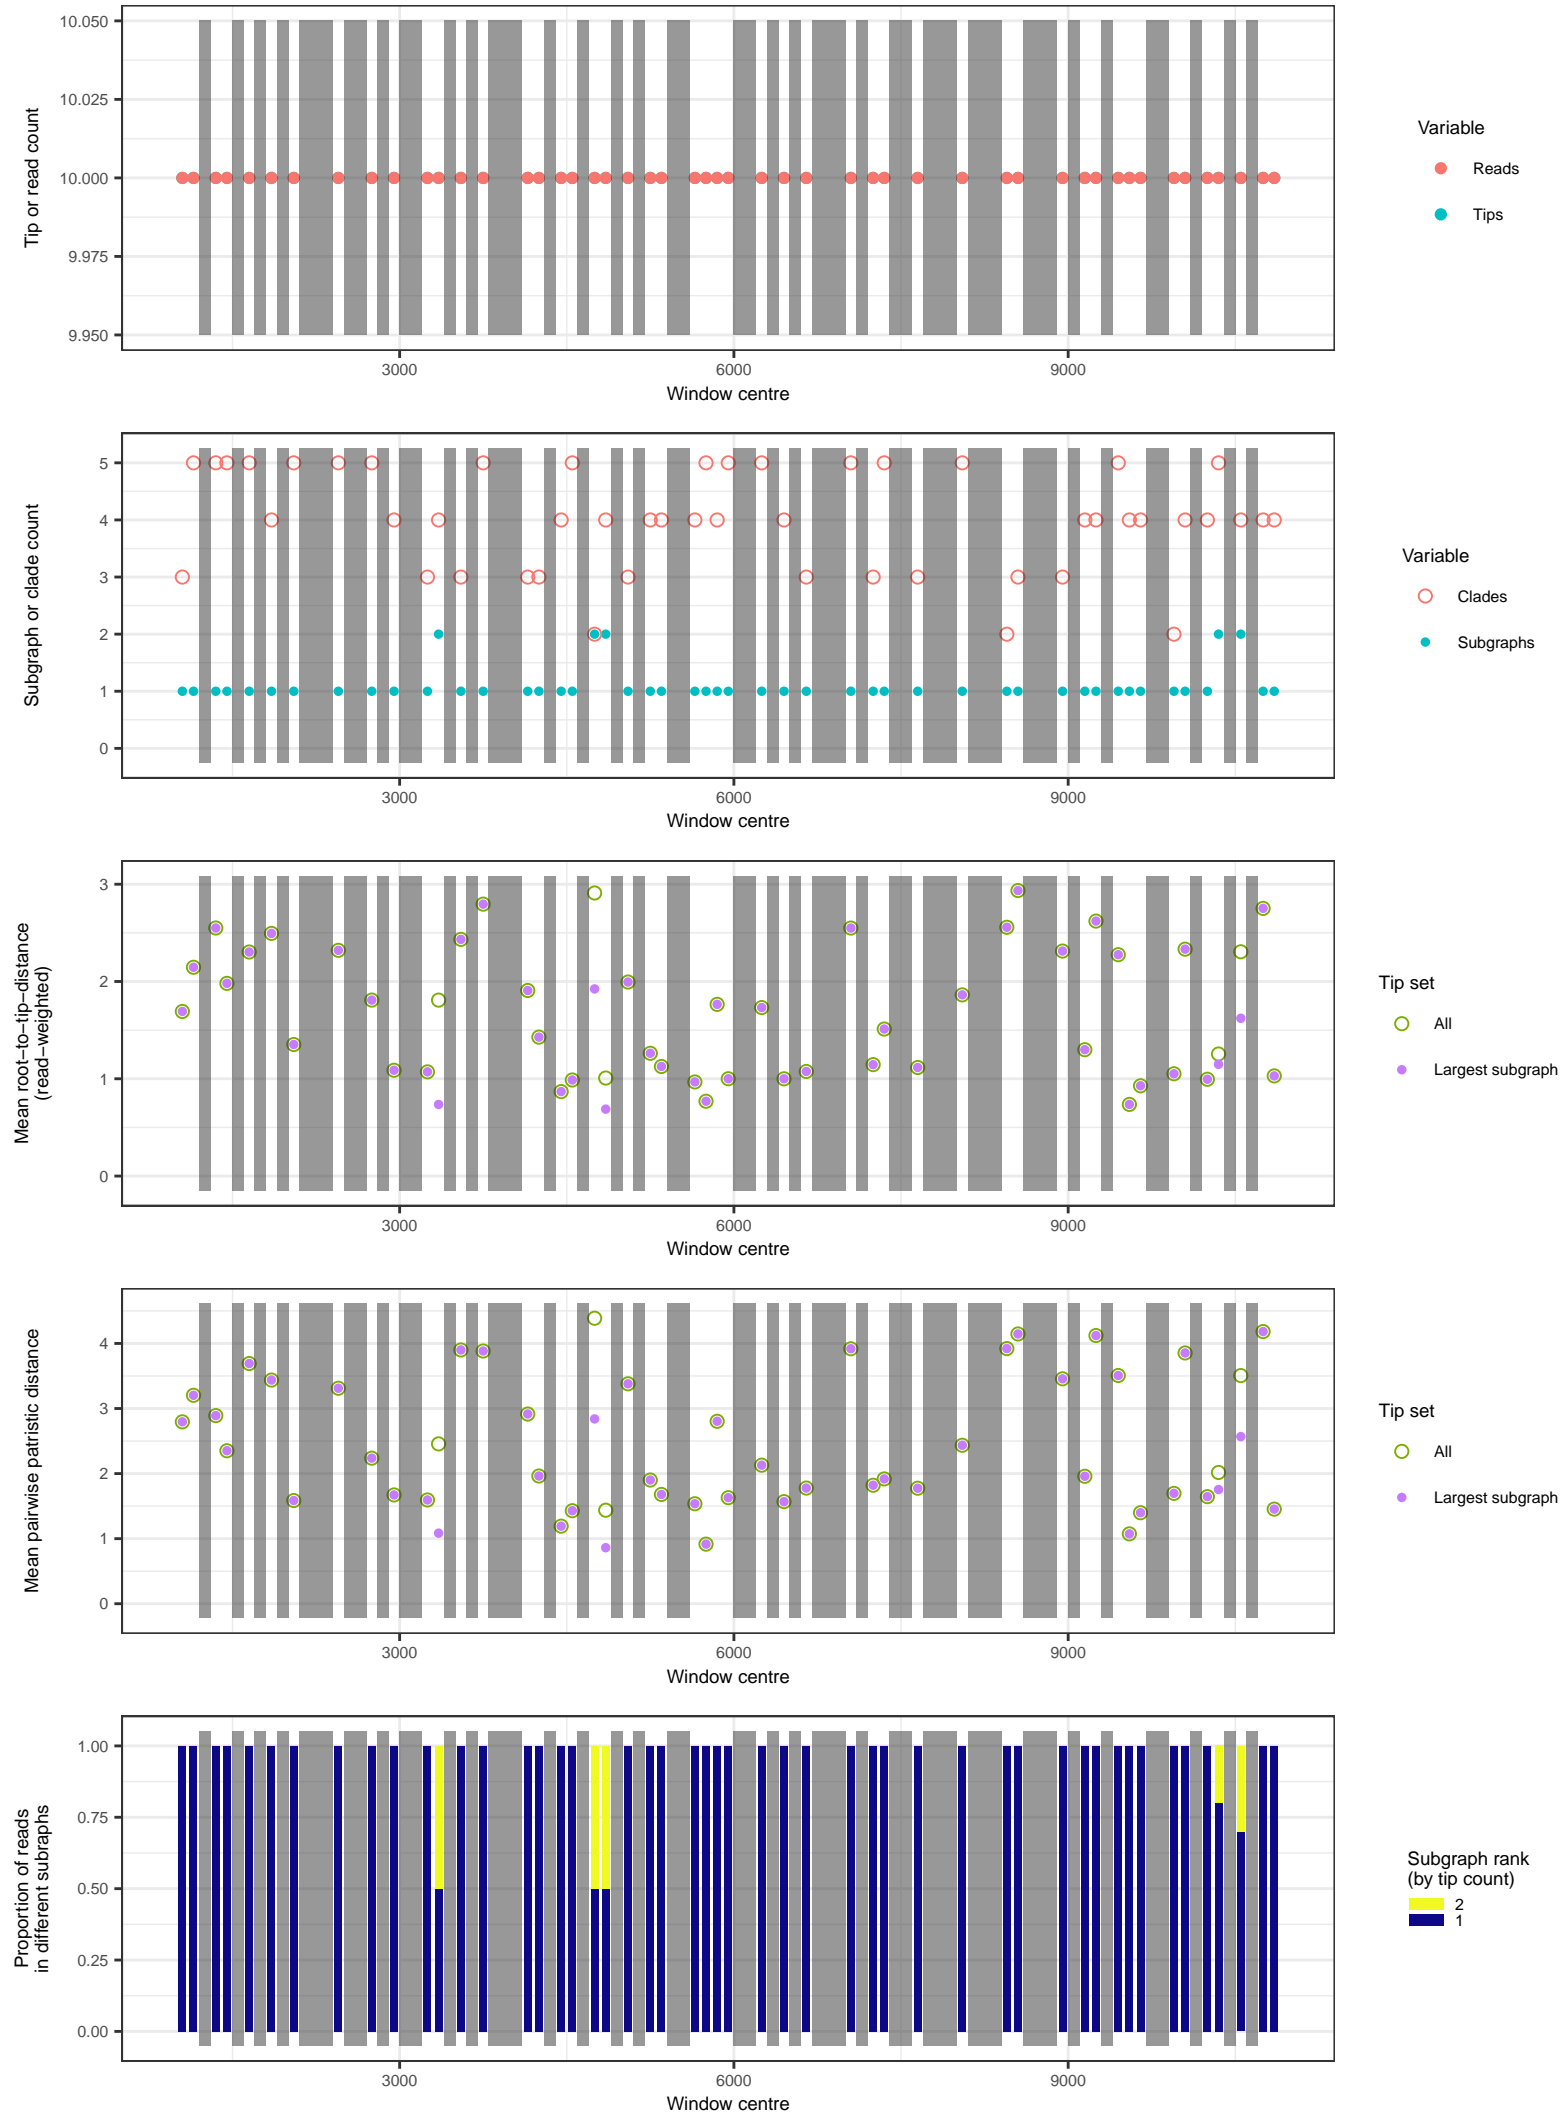 10.050
10.025
10.000
9.975
9.950
Tip or read count
3000
6000
9000
Window centre
Variable
Reads
Tips
5
4
3
2
1
0
Subgraph or clade count
3000
6000
9000
Window centre
Variable
Clades
Subgraphs
3
2
1
0
Mean root−to−tip−distance
(read−weighted)
3000
6000
9000
Window centre
Tip set
All
Largest subgraph
4
3
2
1
0
Mean pairwise patristic distance
3000
6000
9000
Window centre
Tip set
All
Largest subgraph
1.00
0.75
0.50
0.25
0.00
Proportion of reads
in different subraphs
3000
6000
9000
Window centre
Subgraph rank
(by tip count)
2
1